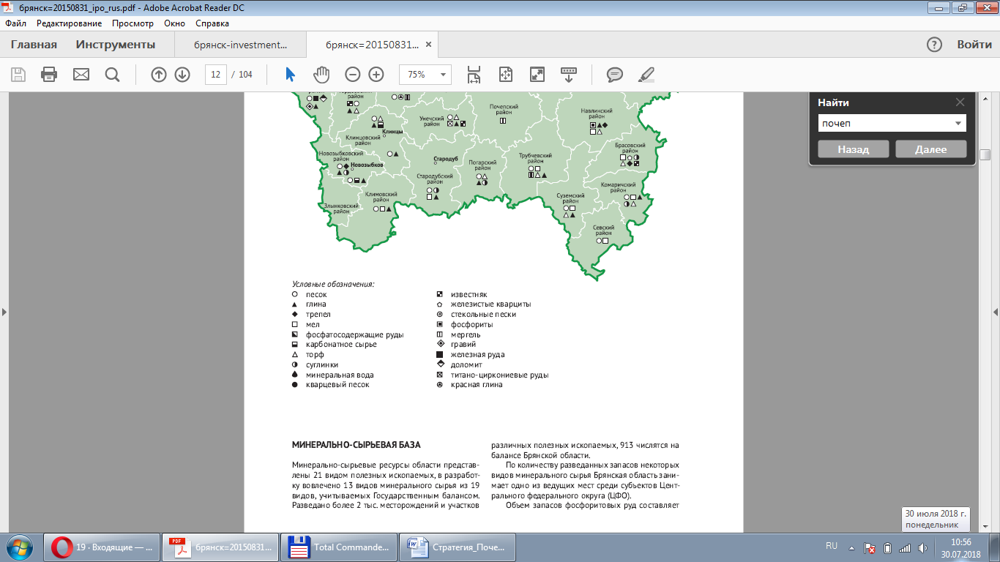 брянск=20150831_ipo_rus.pdf - Adobe Acrobat Reader DC
Файл Редактирование Просмотр Окно Справка
Главная Инструменты брянск-investment... брянск=20150831... × ? Войти
12 / 104 75%
Найти
почеп
Назад Далее
район
Почепский
район
Унечский
район
Навлинский
район
Клинцы
Клинцовский
район
Брасовский
район
Новозыбковский
район
Новозыбков
Стародуб
Погарский
район
Трубчевский
район
Стародубский
район
Комаричский
район
Климовский
район
Суземский
район
Злынковский
район
Севский
район
Условные обозначения:
песок
глина
трепел
мел
фосфатосодержащие руды
карбонатное сырье
торф
суглинки
минеральная вода
кварцевый песок
известняк
железистые кварциты
стекольные пески
фосфориты
мергель
гравий
железная руда
доломит
титано-циркониевые руды
красная глина
МИНЕРАЛЬНО-СЫРЬЕВАЯ БАЗА
Минерально-сырьевые ресурсы области представ-
лены 21 видом полезных ископаемых, в разработ-
ку вовлечено 13 видов минерального сырья из 19
видов, учитываемых Государственным балансом.
Разведано более 2 тыс. месторождений и участков
различных полезных ископаемых, 913 числятся на
балансе Брянской области.
По количеству разведанных запасов некоторых
видов минерального сырья Брянская область зани-
мает одно из ведущих мест среди субъектов Цент-
рального федерального округа (ЦФО).
Объем запасов фосфоритовых руд составляет
30 июля 2018 г.
понедельник
19 · Входящие — ... брянск=20150831... Total Commande... Стратегия_Поче... RU 10:56
30.07.2018